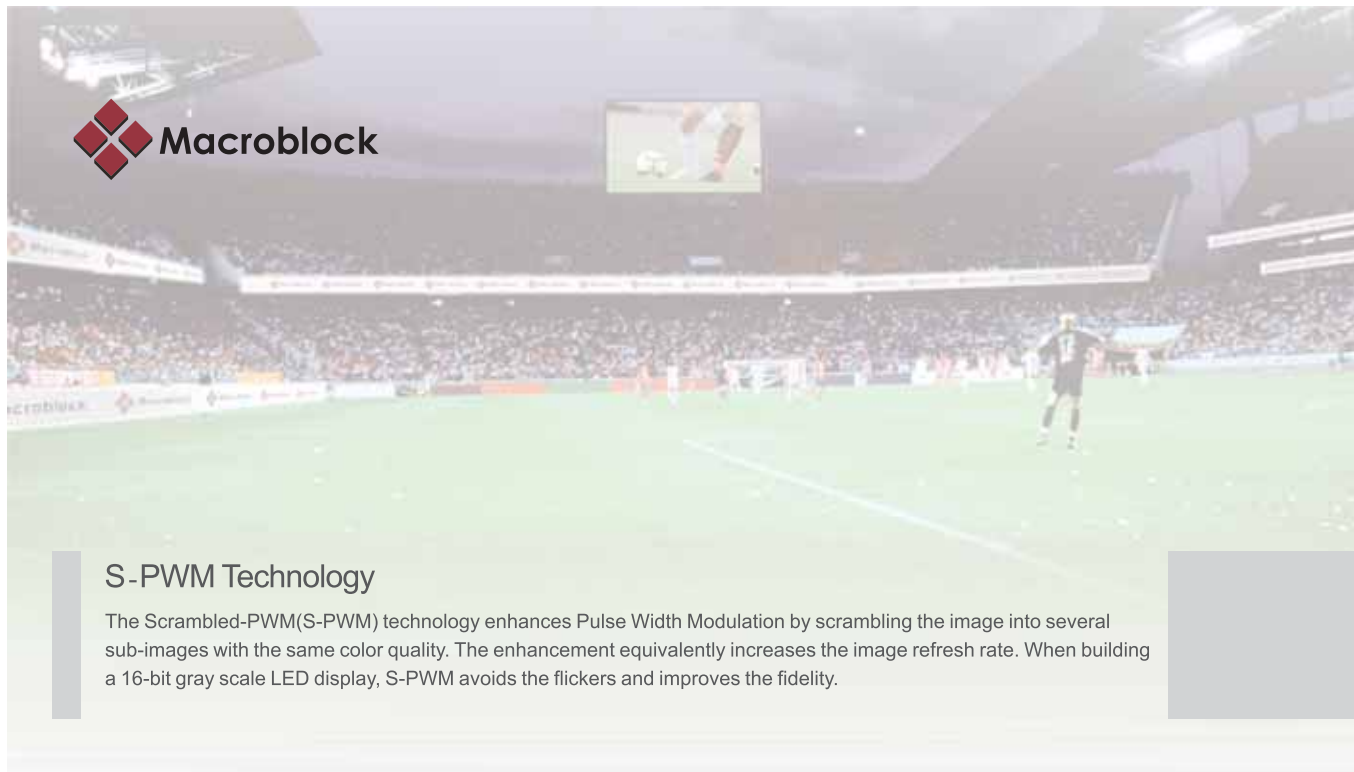 Macroblock
Macroblock
acroblock
S-PWM Technology
The Scrambled-PWM(S-PWM) technology enhances Pulse Width Modulation by scrambling the image into several
sub-images with the same color quality. The enhancement equivalently increases the image refresh rate. When building
a 16-bit gray scale LED display, S-PWM avoids the flickers and improves the fidelity.